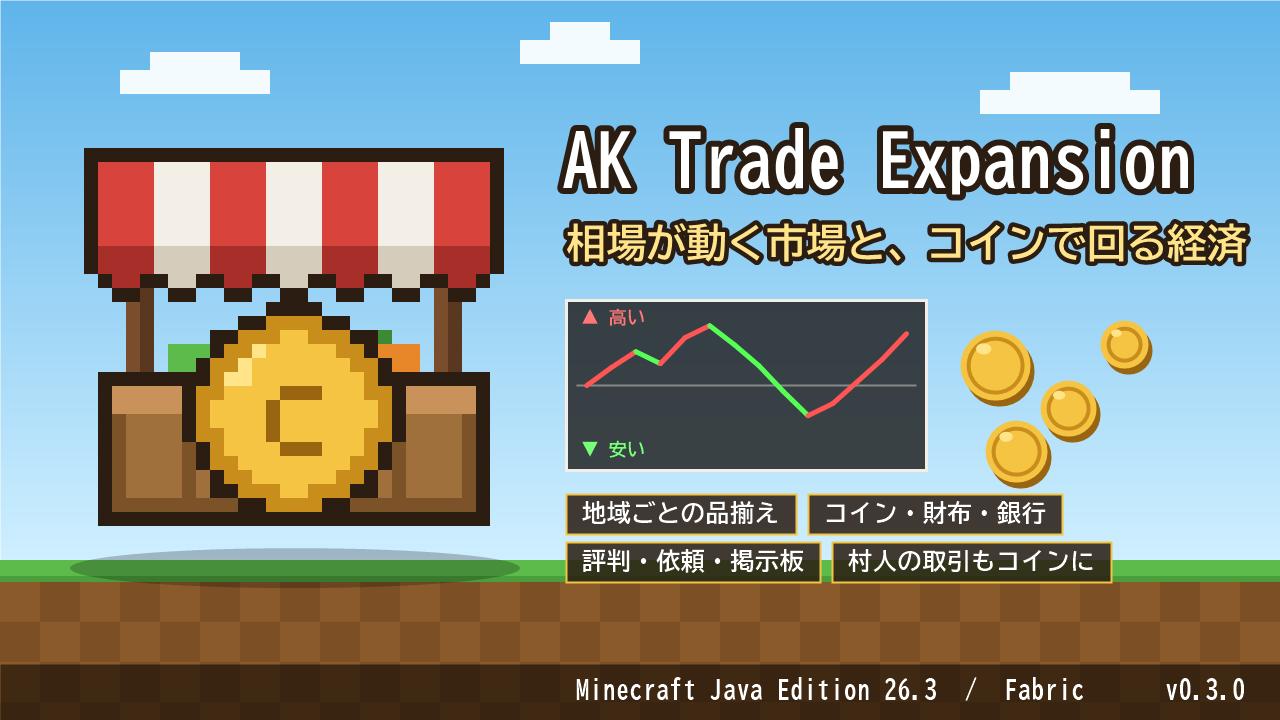 AK Trade Expansion
相場が動く市場と、コインで回る経済
▲ 高い
▼ 安い
C
地域ごとの品揃え
コイン・財布・銀行
評判・依頼・掲示板
村人の取引もコインに
Minecraft Java Edition 26.3 / Fabric v0.3.0